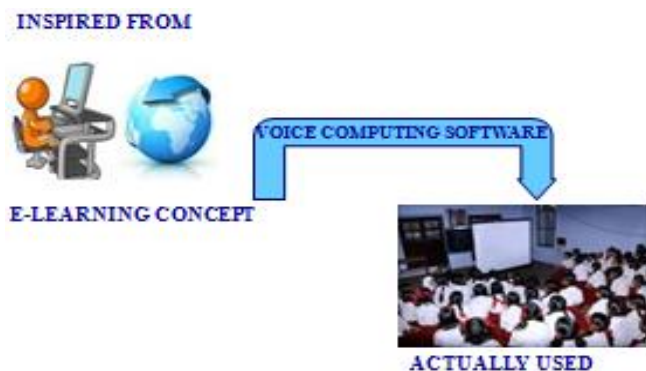 INSPIRED FROM
VOICE COMPUTING SOFTWARE
E-LEARNING CONCEPT
ACTUALLY USED